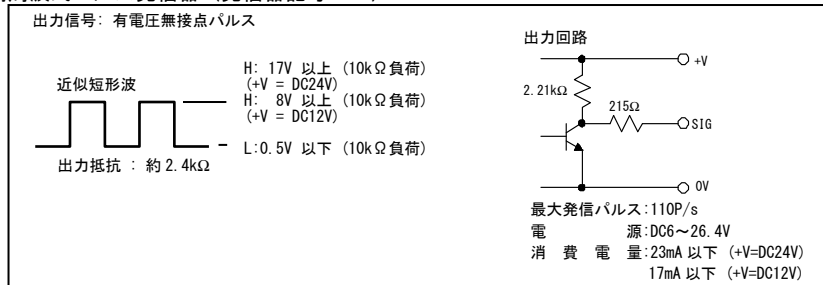 出力信号: 有電圧無接点パルス
近似短形波
H: 17V 以上 (10kΩ負荷)
(+V = DC24V)
H: 8V 以上 (10kΩ負荷)
(+V = DC12V)
L:0.5V 以下 (10kΩ負荷)
出力抵抗 : 約2.4kΩ
出力回路
+V
2.21kΩ
215Ω
SIG
0V
最大発信パルス:110P/s
電 源:DC6～26.4V
消 費 電 量:23mA 以下 (+V=DC24V)
17mA 以下 (+V=DC12V)